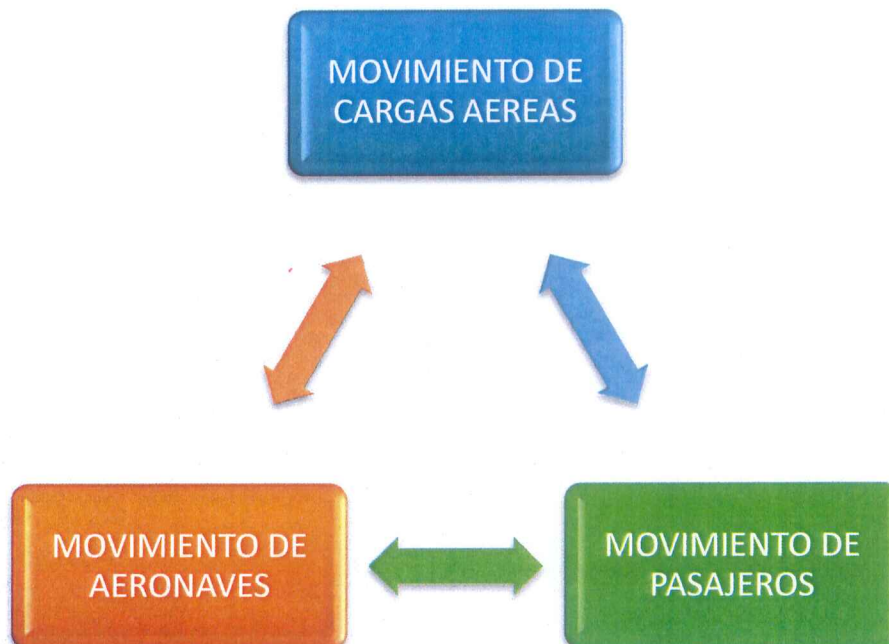 MOVIMIENTO DE
CARGAS AEREAS
MOVIMIENTO DE
AERONAVES
MOVIMIENTO DE
PASAJEROS